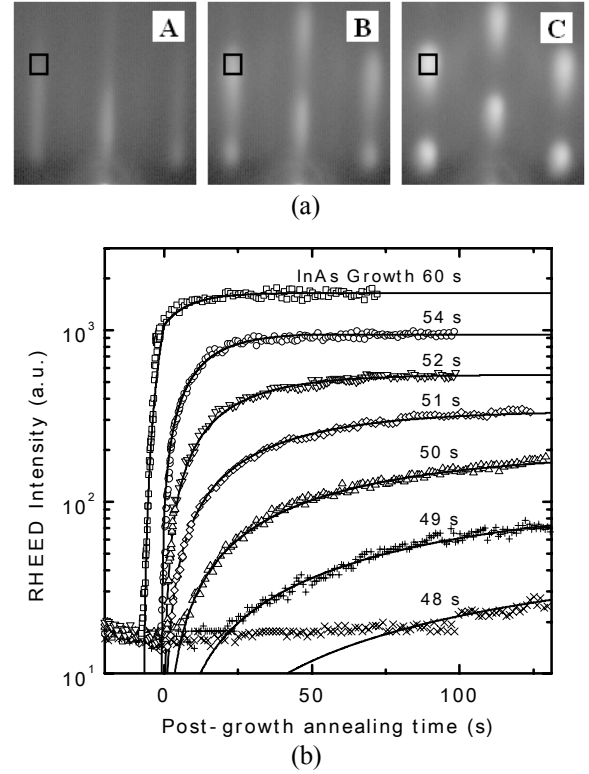 A
B
C
(a)
InAs Growth 60 s
54 s
52 s
51 s
50 s
49 s
48 s
10³
10²
10¹
0
50
100
RHEED Intensity (a.u.)
Post-growth annealing time (s)
(b)